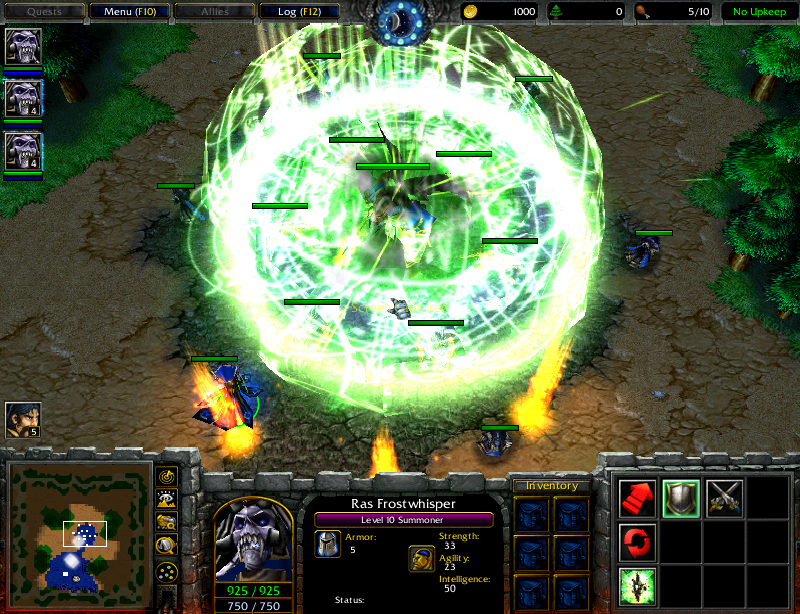 Quests Menu (F10) Allies Log (F12) 1000 0 5/10 No Upkeep
4
4
5
Ras Frostwhisper
Level 10 Summoner
Inventory
Armor:
5
Strength:
33
Agility:
23
Intelligence:
50
Status:
925 / 925
750 / 750